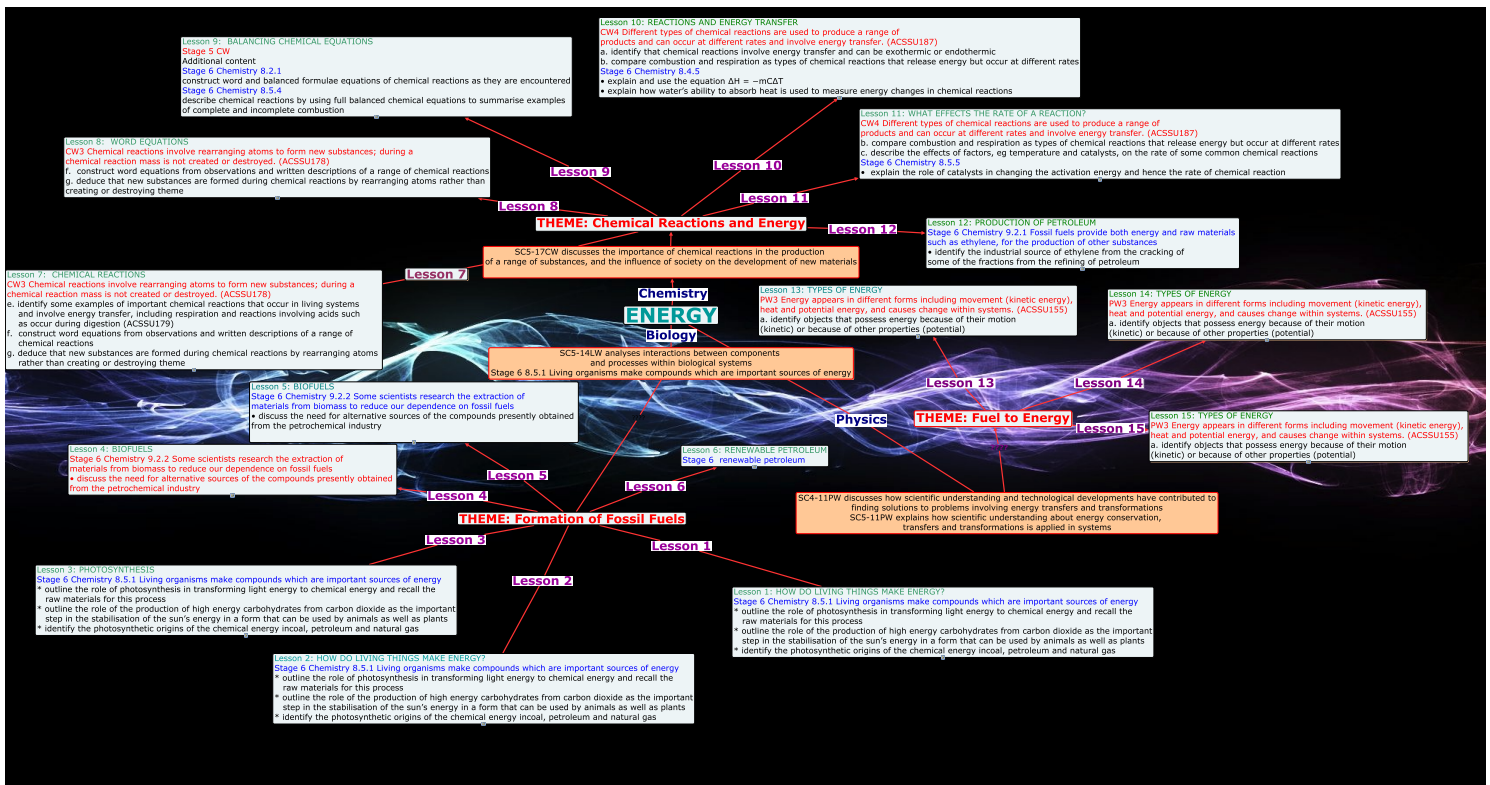 Lesson 10: REACTIONS AND ENERGY TRANSFER
CW4 Different types of chemical reactions are used to produce a range of
products and can occur at different rates and involve energy transfer. (ACSSU187)
a. identify that chemical reactions involve energy transfer and can be exothermic or endothermic
b. compare combustion and respiration as types of chemical reactions that release energy but occur at different rates
Stage 6 Chemistry 8.4.5
• explain and use the equation ΔH = −mCΔT
• explain how water's ability to absorb heat is used to measure energy changes in chemical reactions
Lesson 9: BALANCING CHEMICAL EQUATIONS
Stage 5 CW
Additional content
Stage 6 Chemistry 8.2.1
construct word and balanced formulae equations of chemical reactions as they are encountered
Stage 6 Chemistry 8.5.4
describe chemical reactions by using full balanced chemical equations to summarise examples
of complete and incomplete combustion
Lesson 11: WHAT EFFECTS THE RATE OF A REACTION?
CW4 Different types of chemical reactions are used to produce a range of
products and can occur at different rates and involve energy transfer. (ACSSU187)
b. compare combustion and respiration as types of chemical reactions that release energy but occur at different rates
c. describe the effects of factors, eg temperature and catalysts, on the rate of some common chemical reactions
Stage 6 Chemistry 8.5.5
• explain the role of catalysts in changing the activation energy and hence the rate of chemical reaction
Lesson 8: WORD EQUATIONS
CW3 Chemical reactions involve rearranging atoms to form new substances; during a
chemical reaction mass is not created or destroyed. (ACSSU178)
f. construct word equations from observations and written descriptions of a range of chemical reactions
g. deduce that new substances are formed during chemical reactions by rearranging atoms rather than
creating or destroying theme
Lesson 10
Lesson 9
Lesson 11
Lesson 8
THEME: Chemical Reactions and Energy
Lesson 12
Lesson 12: PRODUCTION OF PETROLEUM
Stage 6 Chemistry 9.2.1 Fossil fuels provide both energy and raw materials
such as ethylene, for the production of other substances
• identify the industrial source of ethylene from the cracking of
some of the fractions from the refining of petroleum
SC5-17CW discusses the importance of chemical reactions in the production
of a range of substances, and the influence of society on the development of new materials
Lesson 7
Lesson 7: CHEMICAL REACTIONS
CW3 Chemical reactions involve rearranging atoms to form new substances; during a
chemical reaction mass is not created or destroyed. (ACSSU178)
e. identify some examples of important chemical reactions that occur in living systems
and involve energy transfer, including respiration and reactions involving acids such
as occur during digestion (ACSSU179)
f. construct word equations from observations and written descriptions of a range of
chemical reactions
g. deduce that new substances are formed during chemical reactions by rearranging atoms
rather than creating or destroying theme
Chemistry
ENERGY
Biology
Lesson 13: TYPES OF ENERGY
PW3 Energy appears in different forms including movement (kinetic energy),
heat and potential energy, and causes change within systems. (ACSSU155)
a. identify objects that possess energy because of their motion
(kinetic) or because of other properties (potential)
Lesson 14: TYPES OF ENERGY
PW3 Energy appears in different forms including movement (kinetic energy),
heat and potential energy, and causes change within systems. (ACSSU155)
a. identify objects that possess energy because of their motion
(kinetic) or because of other properties (potential)
SC5-14LW analyses interactions between components
and processes within biological systems
Stage 6 8.5.1 Living organisms make compounds which are important sources of energy
Lesson 5: BIOFUELS
Stage 6 Chemistry 9.2.2 Some scientists research the extraction of
materials from biomass to reduce our dependence on fossil fuels
• discuss the need for alternative sources of the compounds presently obtained
from the petrochemical industry
Lesson 13
Lesson 14
Physics
THEME: Fuel to Energy
Lesson 15
Lesson 15: TYPES OF ENERGY
PW3 Energy appears in different forms including movement (kinetic energy),
heat and potential energy, and causes change within systems. (ACSSU155)
a. identify objects that possess energy because of their motion
(kinetic) or because of other properties (potential)
Lesson 4: BIOFUELS
Stage 6 Chemistry 9.2.2 Some scientists research the extraction of
materials from biomass to reduce our dependence on fossil fuels
• discuss the need for alternative sources of the compounds presently obtained
from the petrochemical industry
Lesson 6: RENEWABLE PETROLEUM
Stage 6 renewable petroleum
Lesson 5
Lesson 6
Lesson 4
SC4-11PW discusses how scientific understanding and technological developments have contributed to
finding solutions to problems involving energy transfers and transformations
SC5-11PW explains how scientific understanding about energy conservation,
transfers and transformations is applied in systems
THEME: Formation of Fossil Fuels
Lesson 3
Lesson 1
Lesson 2
Lesson 3: PHOTOSYNTHESIS
Stage 6 Chemistry 8.5.1 Living organisms make compounds which are important sources of energy
* outline the role of photosynthesis in transforming light energy to chemical energy and recall the
raw materials for this process
* outline the role of the production of high energy carbohydrates from carbon dioxide as the important
step in the stabilisation of the sun's energy in a form that can be used by animals as well as plants
* identify the photosynthetic origins of the chemical energy incoal, petroleum and natural gas
Lesson 1: HOW DO LIVING THINGS MAKE ENERGY?
Stage 6 Chemistry 8.5.1 Living organisms make compounds which are important sources of energy
* outline the role of photosynthesis in transforming light energy to chemical energy and recall the
raw materials for this process
* outline the role of the production of high energy carbohydrates from carbon dioxide as the important
step in the stabilisation of the sun's energy in a form that can be used by animals as well as plants
* identify the photosynthetic origins of the chemical energy incoal, petroleum and natural gas
Lesson 2: HOW DO LIVING THINGS MAKE ENERGY?
Stage 6 Chemistry 8.5.1 Living organisms make compounds which are important sources of energy
* outline the role of photosynthesis in transforming light energy to chemical energy and recall the
raw materials for this process
* outline the role of the production of high energy carbohydrates from carbon dioxide as the important
step in the stabilisation of the sun's energy in a form that can be used by animals as well as plants
* identify the photosynthetic origins of the chemical energy incoal, petroleum and natural gas